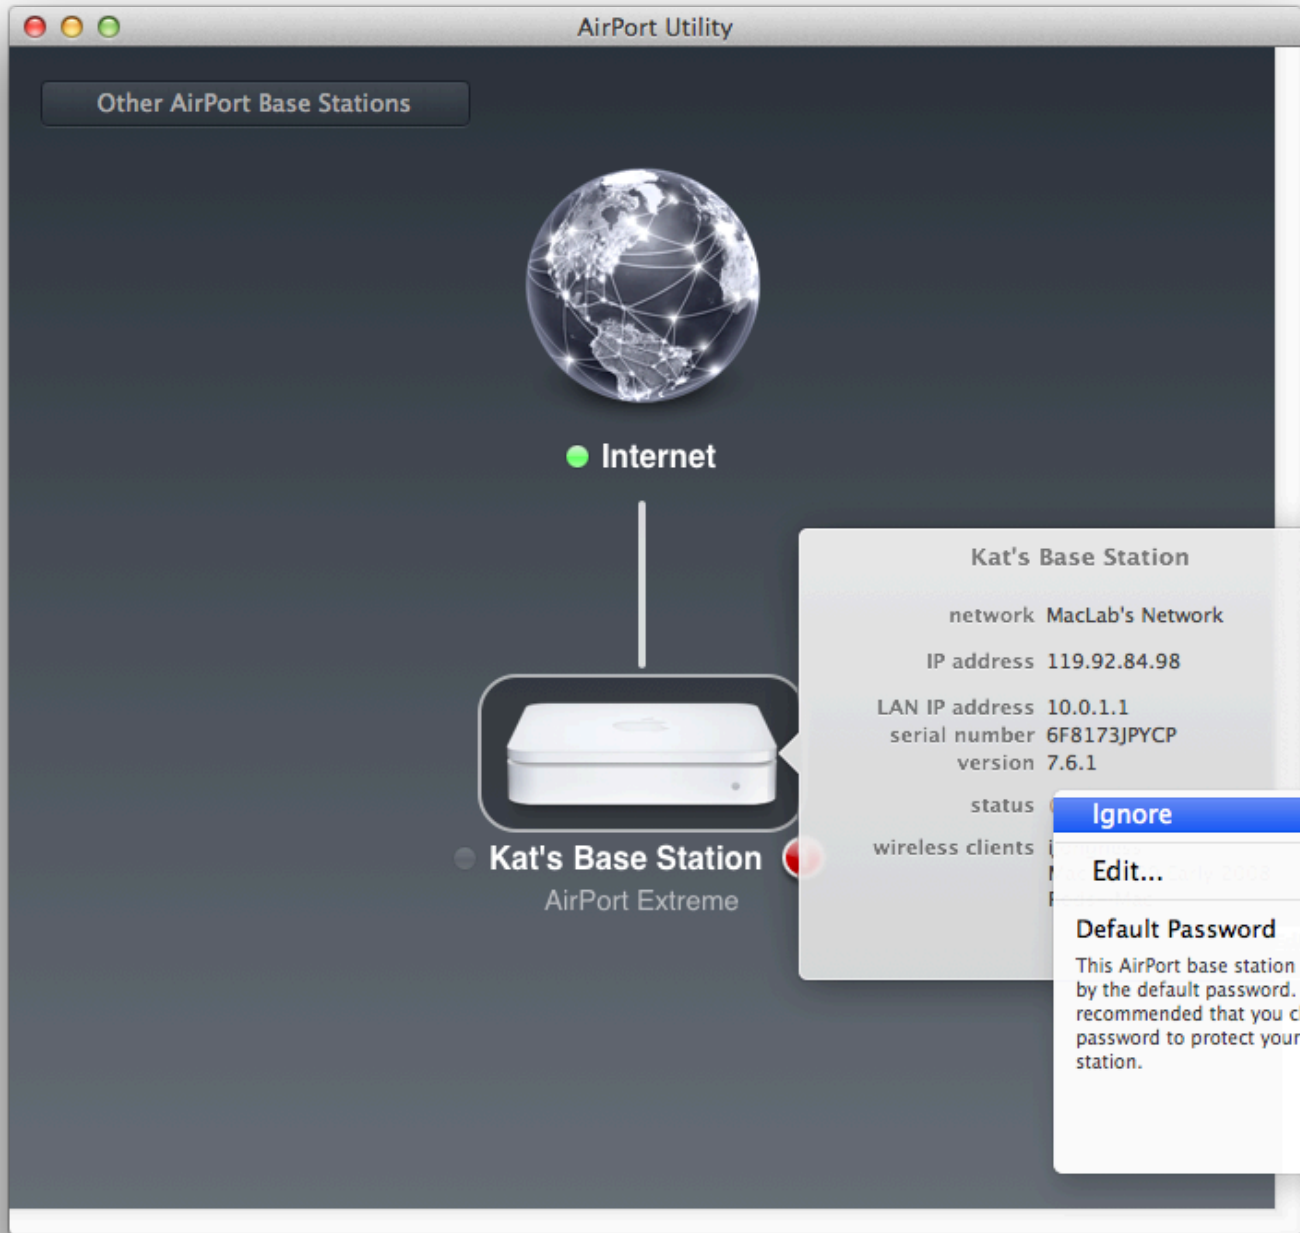 AirPort Utility
Other AirPort Base Stations
Internet
Kat's Base Station
network MacLab's Network
IP address 119.92.84.98
LAN IP address 10.0.1.1
serial number 6F8173JPYCP
version 7.6.1
status
wireless clients
Kat's Base Station
AirPort Extreme
Ignore
Edit...
Default Password
This AirPort base station
by the default password.
recommended that you c
password to protect your
station.